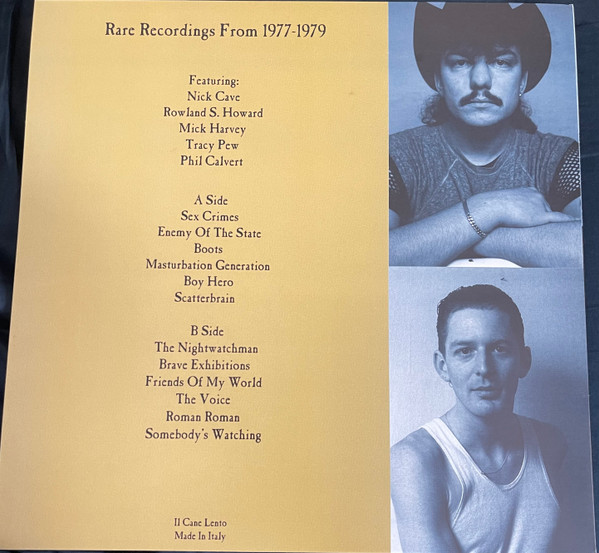 Rare Recordings From 1977-1979
Featuring:
Nick Cave
Rowland S. Howard
Mick Harvey
Tracy Pew
Phil Calvert
A Side
Sex Crimes
Enemy Of The State
Boots
Masturbation Generation
Boy Hero
Scatterbrain
B Side
The Nightwatchman
Brave Exhibitions
Friends Of My World
The Voice
Roman Roman
Somebody's Watching
Il Cane Lento
Made In Italy